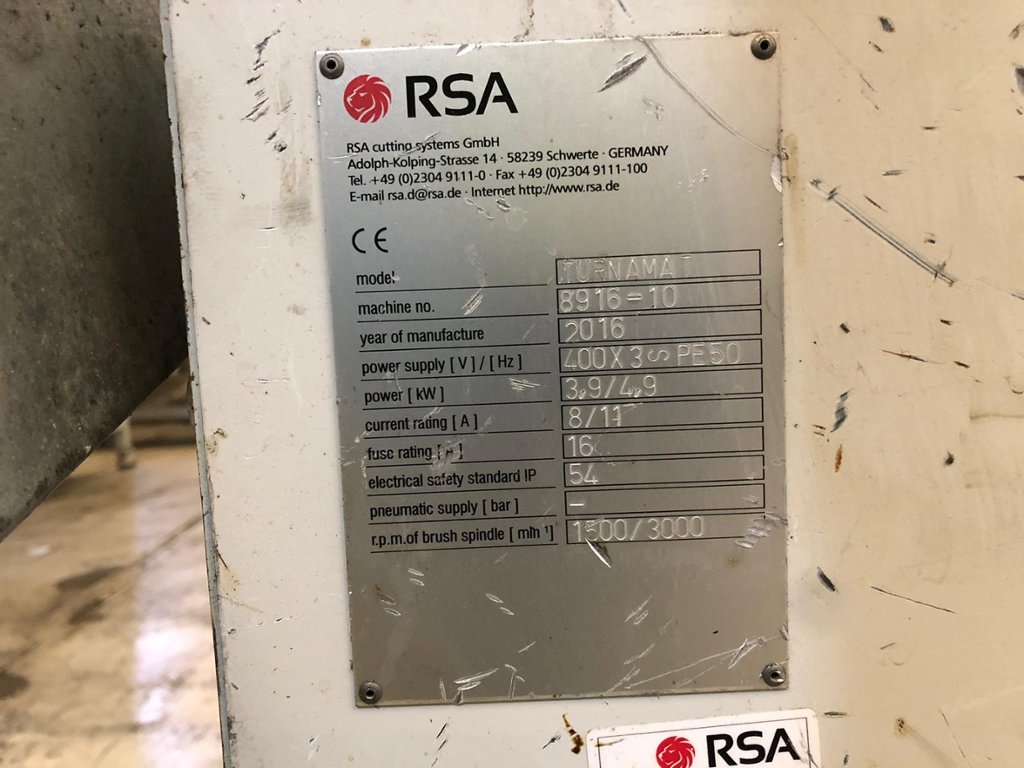 RSA
RSA cutting systems GmbH
Adolph-Kolping-Strasse 14 · 58239 Schwerte · GERMANY
Tel. +49 (0)2304 9111-0 · Fax +49 (0)2304 9111-100
E-mail rsa.d@rsa.de · Internet http://www.rsa.de
CE
model TURNAMAT
machine no. 8916-10
year of manufacture 2016
power supply [ V ] / [ Hz ] 400X3 PE50
power [ kW ] 3,9/4,9
current rating [ A ] 8/11
fuse rating [ A ] 16
electrical safety standard IP 54
pneumatic supply [ bar ] -
r.p.m.of brush spindle [ min ¹] 1500/3000
RSA